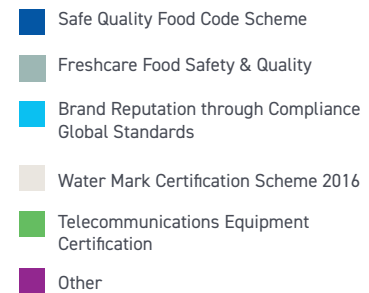 Safe Quality Food Code Scheme
Freshcare Food Safety & Quality
Brand Reputation through Compliance
Global Standards
Water Mark Certification Scheme 2016
Telecommunications Equipment
Certification
Other